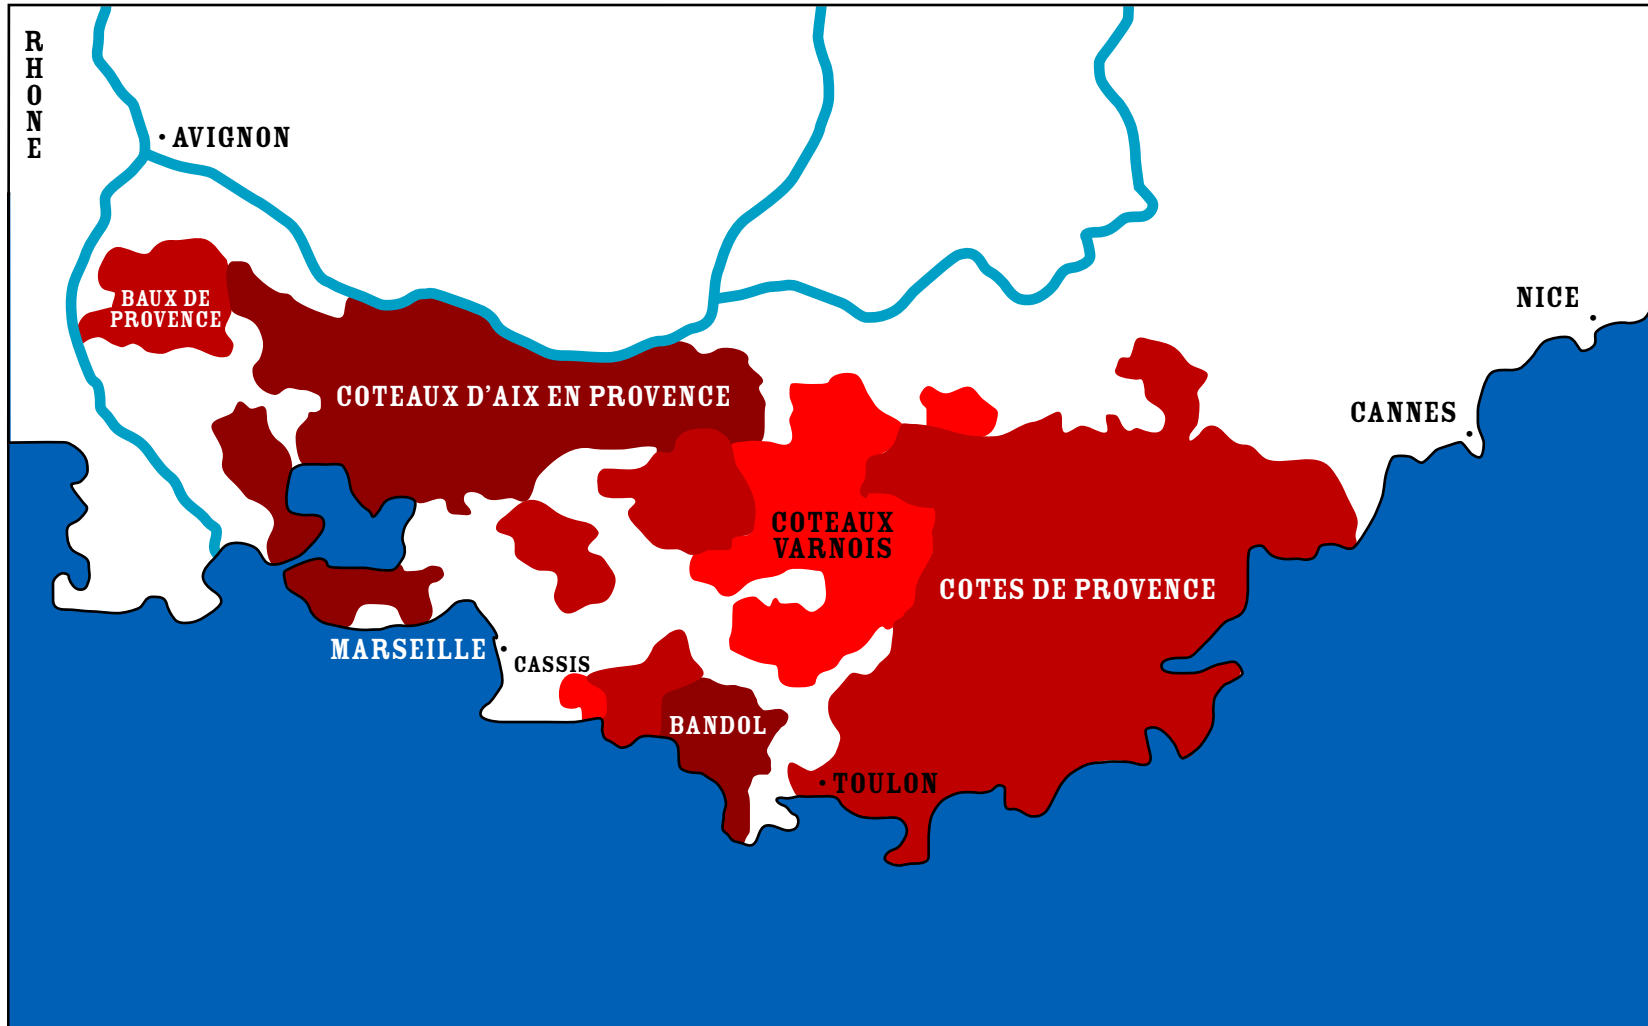 RHONE
AVIGNON
BAUX DE
PROVENCE
NICE
COTEAUX D'AIX EN PROVENCE
CANNES
COTEAUX
VARNOIS
COTES DE PROVENCE
MARSEILLE
CASSIS
BANDOL
TOULON